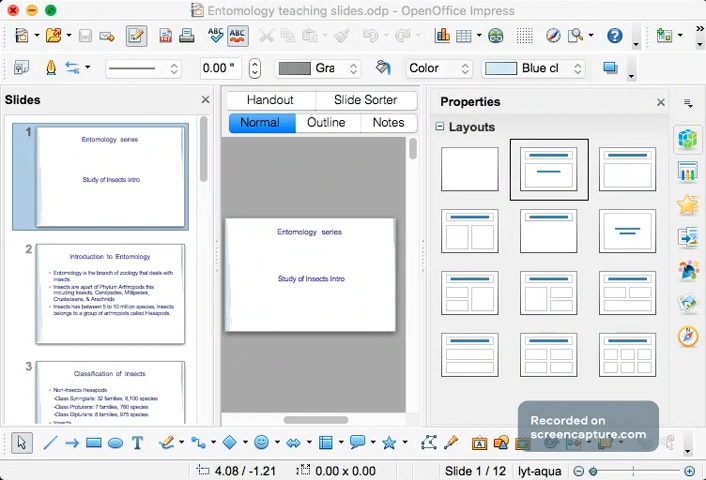 Entomology teaching slides.odp - OpenOffice Impress
0.00 "
Gra
Color
Blue cl
Slides
Handout
Slide Sorter
Normal
Outline
Notes
Properties
Layouts
1
Entomology series
Study of Insects Intro
2
Introduction to Entomology
Entomology is the branch of zoology that deals with
insects.
Insects are apart of Phylum Arthropods this
including Insects, Centipedes, Millipedes,
Crustaceans, & Arachnids
Insects has between 5 to 10 million species, Insects
belongs to a group of arthropods called Hexapods.
3
Classification of Insects
Non-Insects Hexapods
-Class Springtails: 32 families, 8,100 species
-Class Proturans: 7 families, 760 species
-Class Diplurans: 8 families, 975 species
Insects
Entomology series
Study of Insects Intro
Recorded on
screencapture.com
4.08 / -1.21
0.00 x 0.00
Slide 1 / 12
lyt-aqua